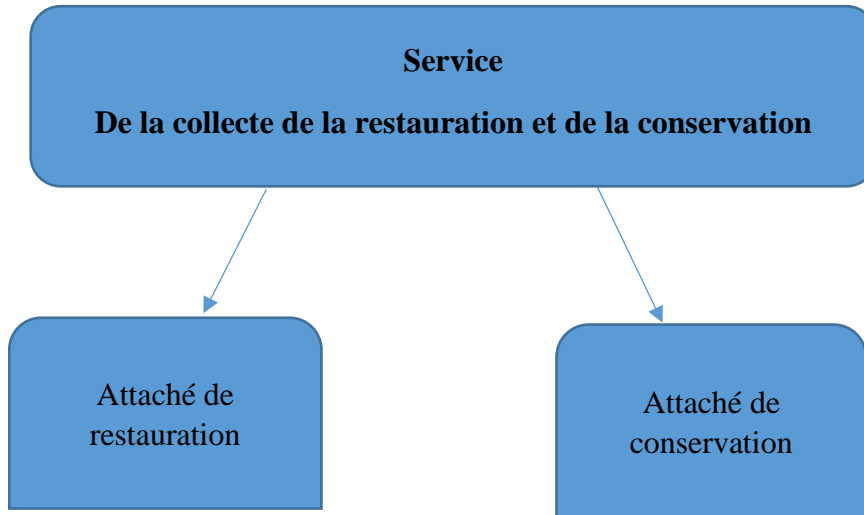 Service
De la collecte de la restauration et de la conservation
Attaché de
restauration
Attaché de
conservation